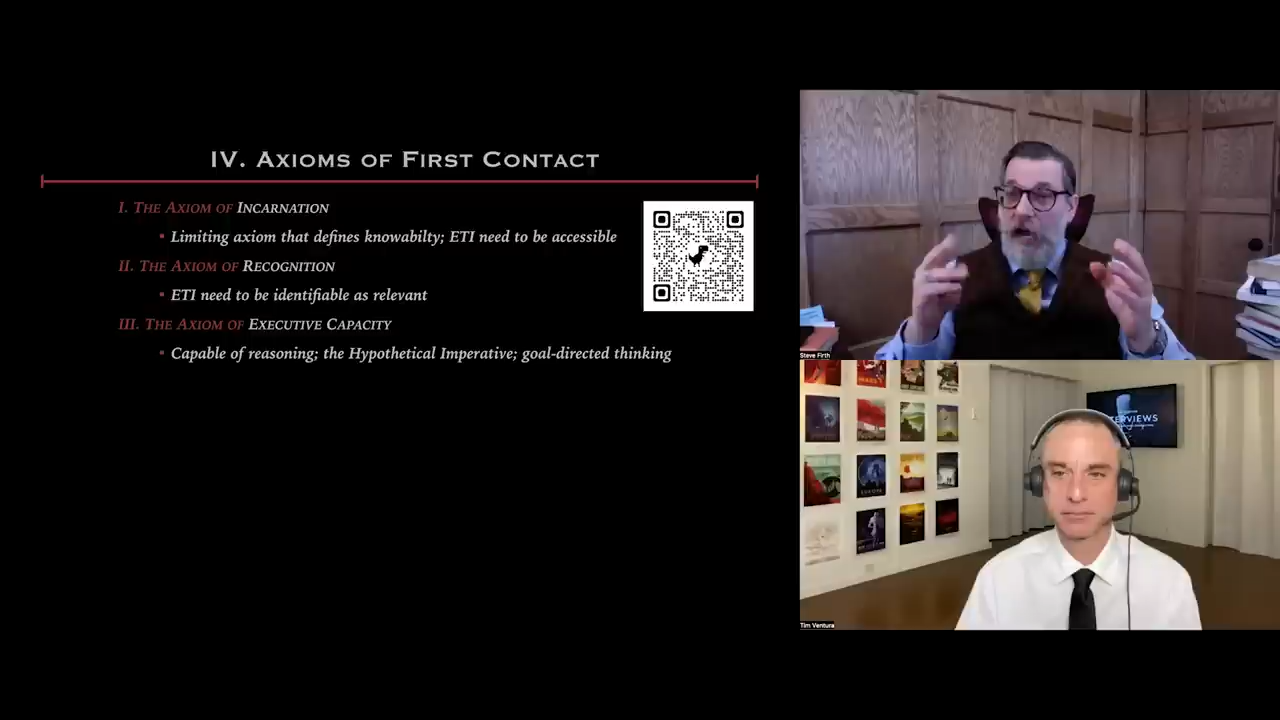 IV. Axioms of First Contact
I. The Axiom of Incarnation
▪ Limiting axiom that defines knowabilty; ETI need to be accessible
II. The Axiom of Recognition
▪ ETI need to be identifiable as relevant
III. The Axiom of Executive Capacity
▪ Capable of reasoning; the Hypothetical Imperative; goal-directed thinking
Steve Firth
Tim Ventura